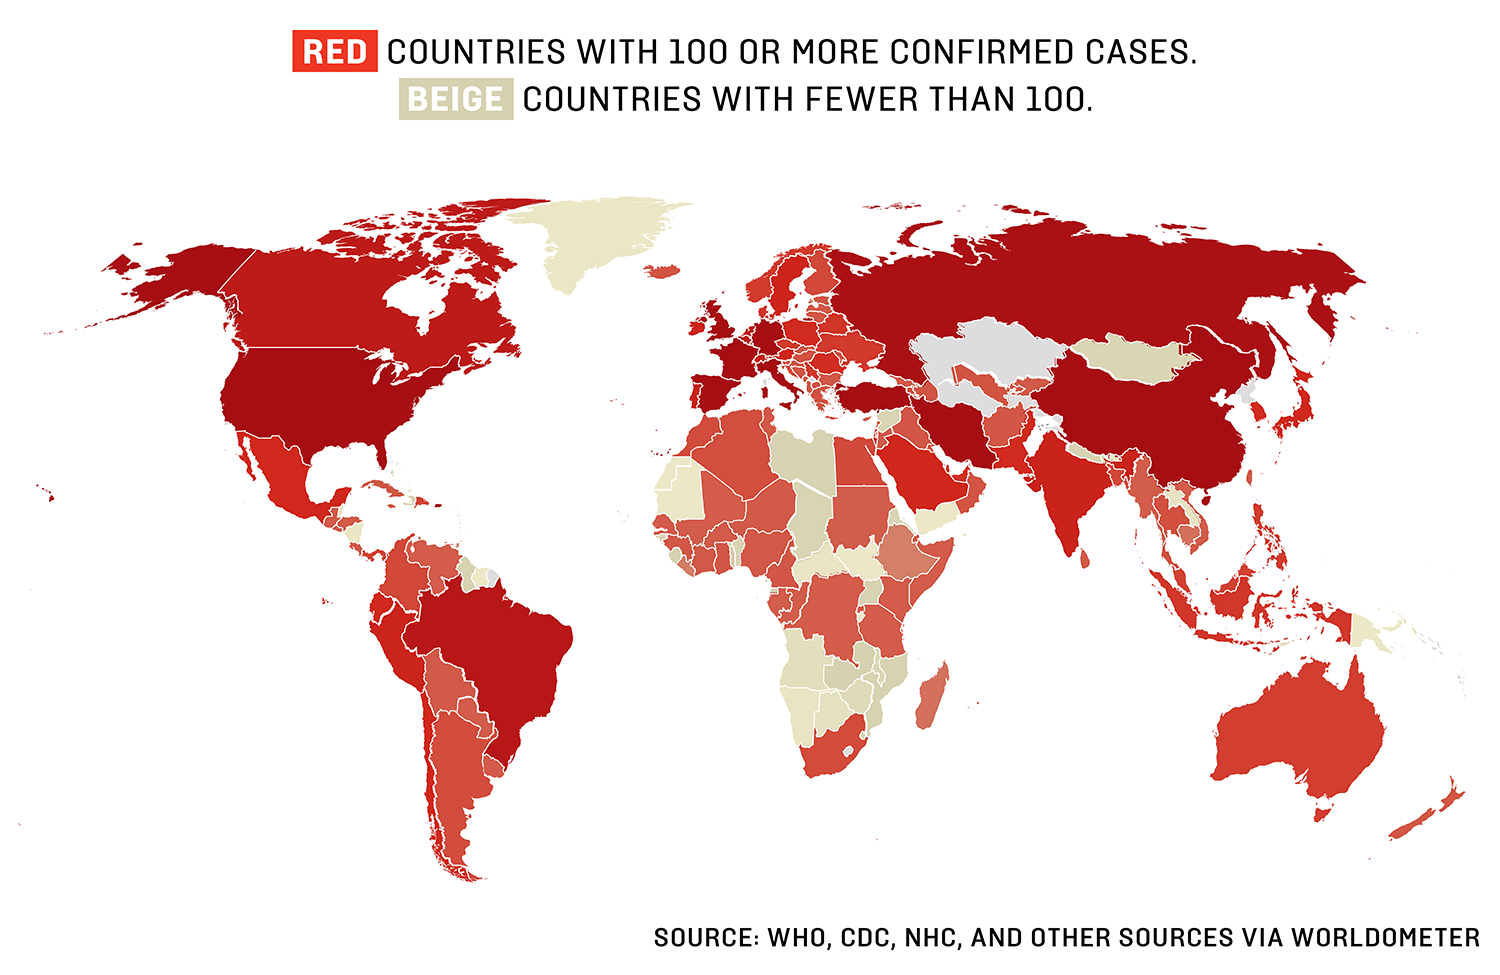 RED COUNTRIES WITH 100 OR MORE CONFIRMED CASES.
BEIGE COUNTRIES WITH FEWER THAN 100.
SOURCE: WHO, CDC, NHC, AND OTHER SOURCES VIA WORLDOMETER